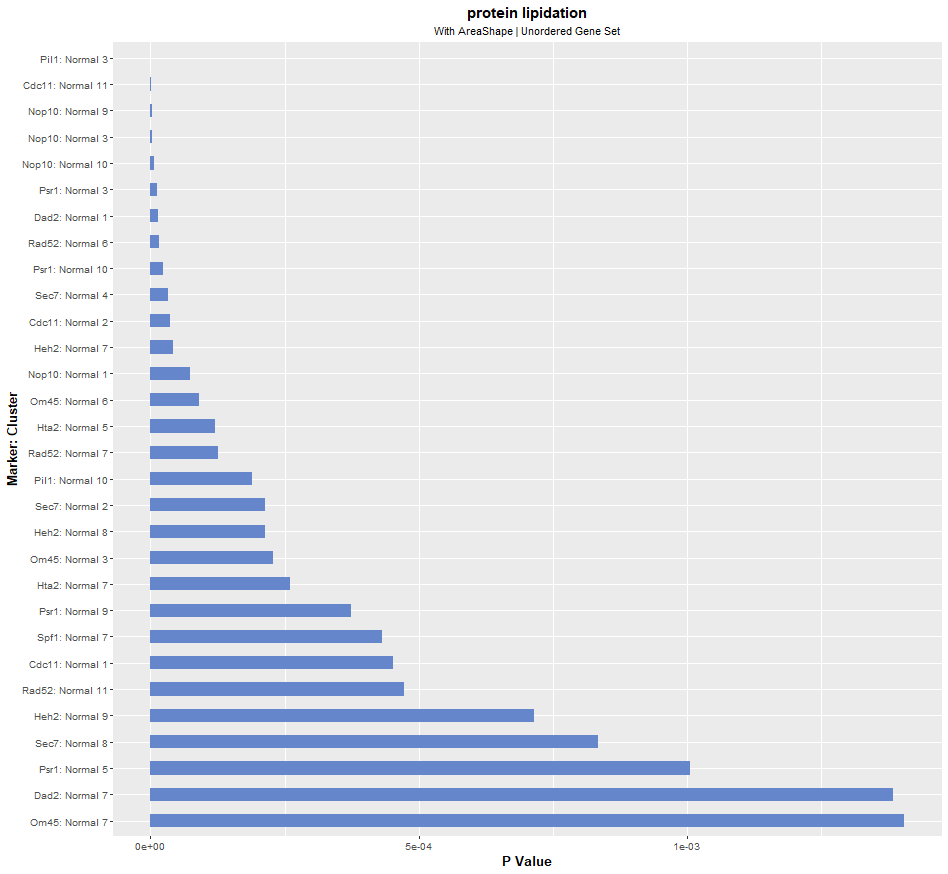 protein lipidation
With AreaShape | Unordered Gene Set
Marker: Cluster
Pil1: Normal 3
Cdc11: Normal 11
Nop10: Normal 9
Nop10: Normal 3
Nop10: Normal 10
Psr1: Normal 3
Dad2: Normal 1
Rad52: Normal 6
Psr1: Normal 10
Sec7: Normal 4
Cdc11: Normal 2
Heh2: Normal 7
Nop10: Normal 1
Om45: Normal 6
Hta2: Normal 5
Rad52: Normal 7
Pil1: Normal 10
Sec7: Normal 2
Heh2: Normal 8
Om45: Normal 3
Hta2: Normal 7
Psr1: Normal 9
Spf1: Normal 7
Cdc11: Normal 1
Rad52: Normal 11
Heh2: Normal 9
Sec7: Normal 8
Psr1: Normal 5
Dad2: Normal 7
Om45: Normal 7
0e+00 5e-04 1e-03
P Value